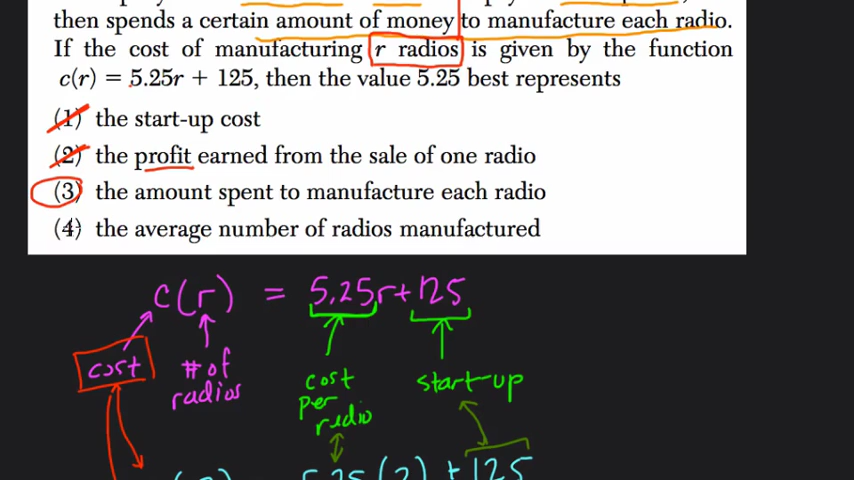 then spends a certain amount of money to manufacture each radio.
If the cost of manufacturing r radios is given by the function
c(r) = 5.25r + 125, then the value 5.25 best represents
(1) the start-up cost
(2) the profit earned from the sale of one radio
(3) the amount spent to manufacture each radio
(4) the average number of radios manufactured
c(r) = 5.25r+125
cost
# of
radios
cost
per
radio
start-up
5.25(2) + 125